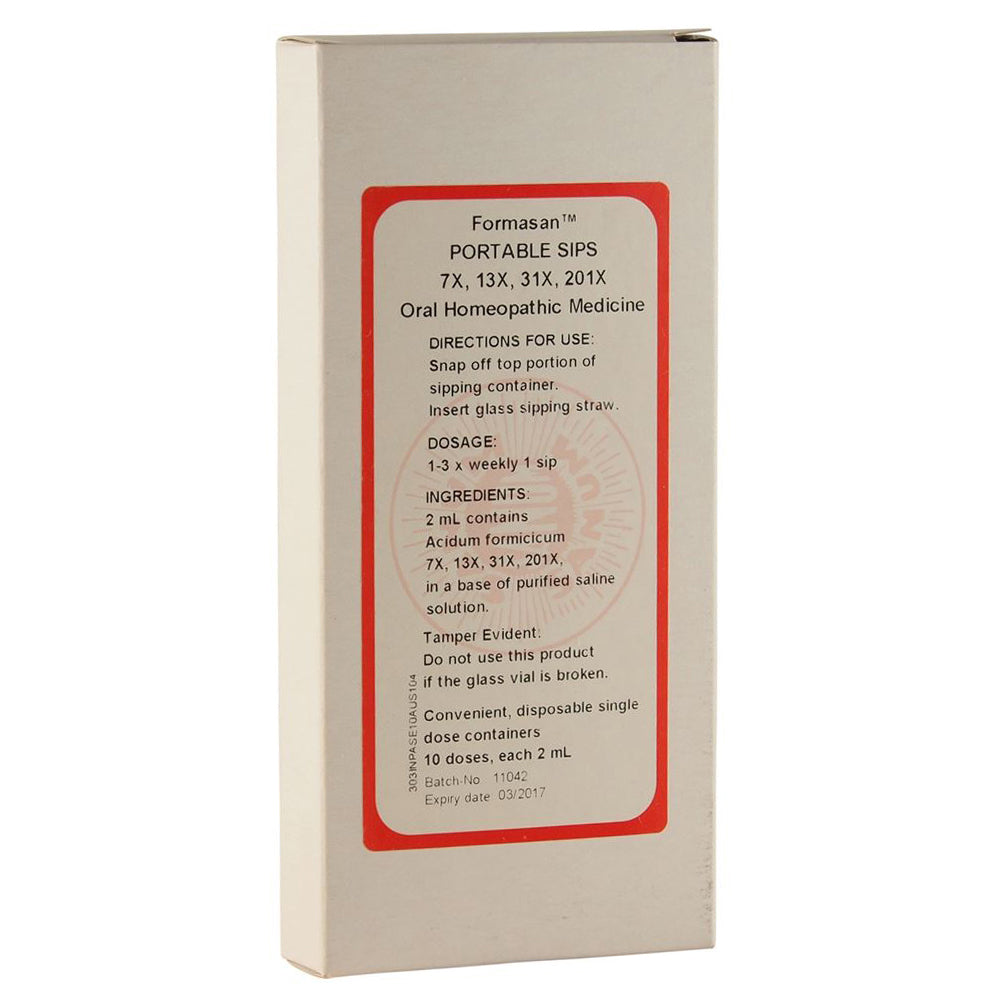 Formasan™
PORTABLE SIPS
7X, 13X, 31X, 201X
Oral Homeopathic Medicine
DIRECTIONS FOR USE:
Snap off top portion of
sipping container.
Insert glass sipping straw.
DOSAGE:
1-3 x weekly 1 sip
INGREDIENTS:
2 mL contains
Acidum formicicum
7X, 13X, 31X, 201X,
in a base of purified saline
solution.
Tamper Evident:
Do not use this product
if the glass vial is broken.
Convenient, disposable single
dose containers
10 doses, each 2 mL
Batch-No 11042
Expiry date 03/2017
303INPASE10AUS104